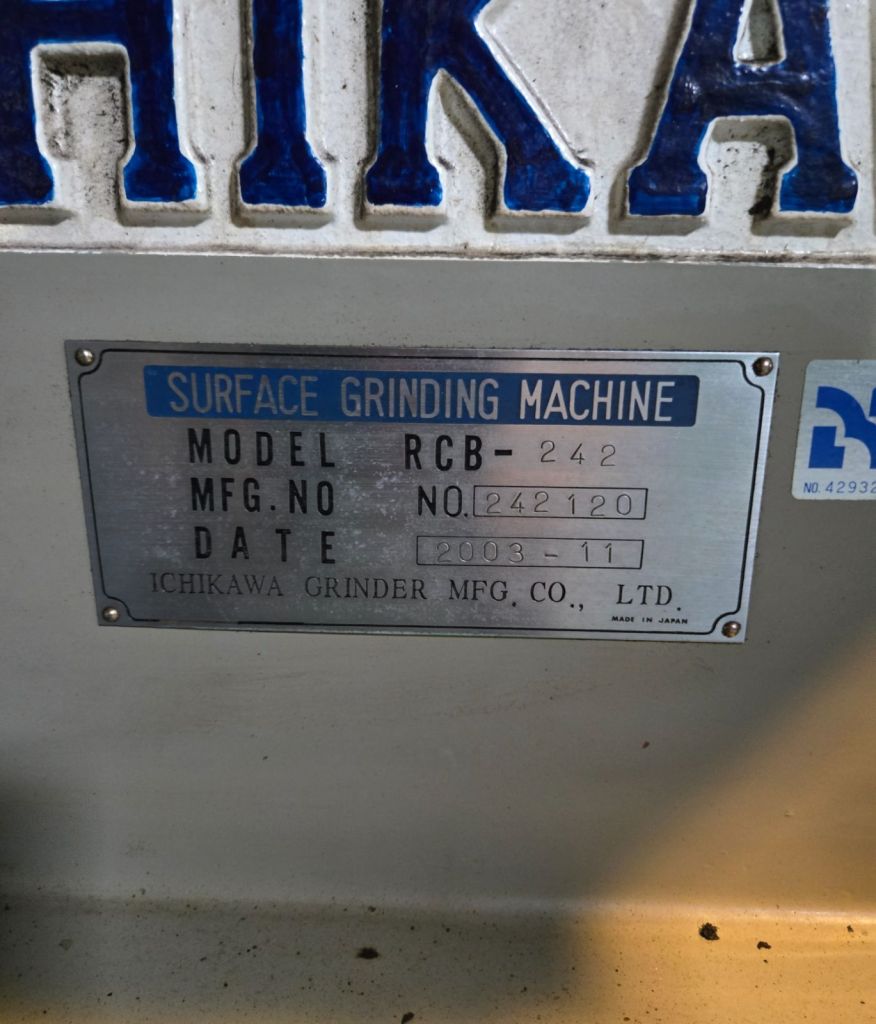 HIKA
SURFACE GRINDING MACHINE
MODEL RCB- 242
MFG.NO NO. 242120
DATE 2003-11
ICHIKAWA GRINDER MFG. CO., LTD.
MADE IN JAPAN
NO. 42932